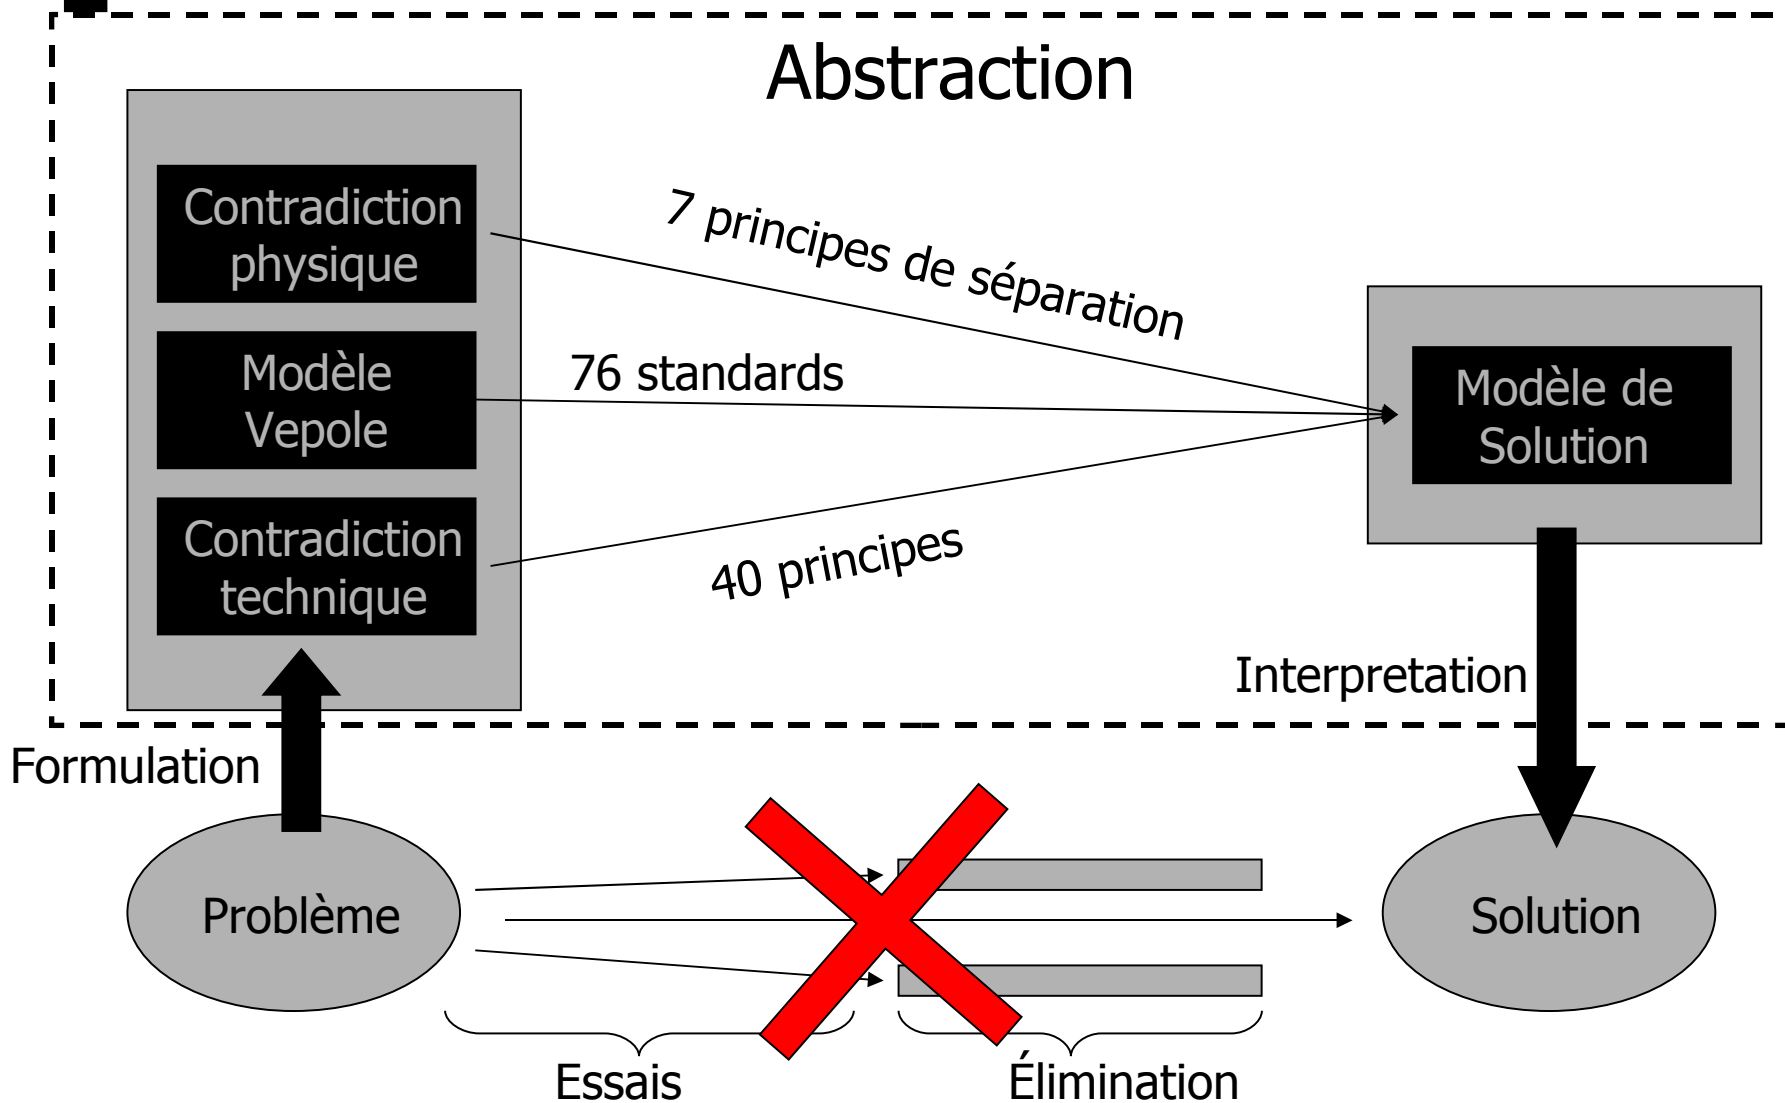 Abstraction
Contradiction
physique
7 principes de séparation
Modèle
Vepole
76 standards
Modèle de
Solution
Contradiction
technique
40 principes
Interpretation
Formulation
Problème
Solution
Essais
Élimination